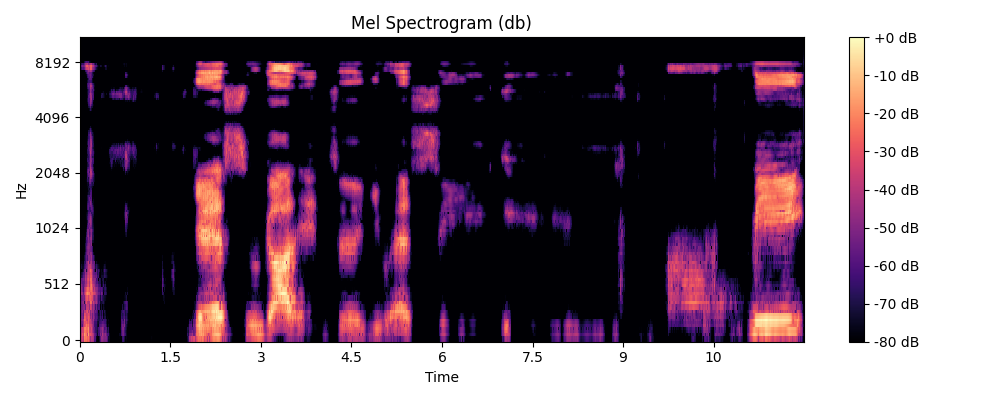 Mel Spectrogram (db)
8192
4096
2048
1024
512
0
Hz
0 1.5 3 4.5 6 7.5 9 10
Time
+0 dB
-10 dB
-20 dB
-30 dB
-40 dB
-50 dB
-60 dB
-70 dB
-80 dB